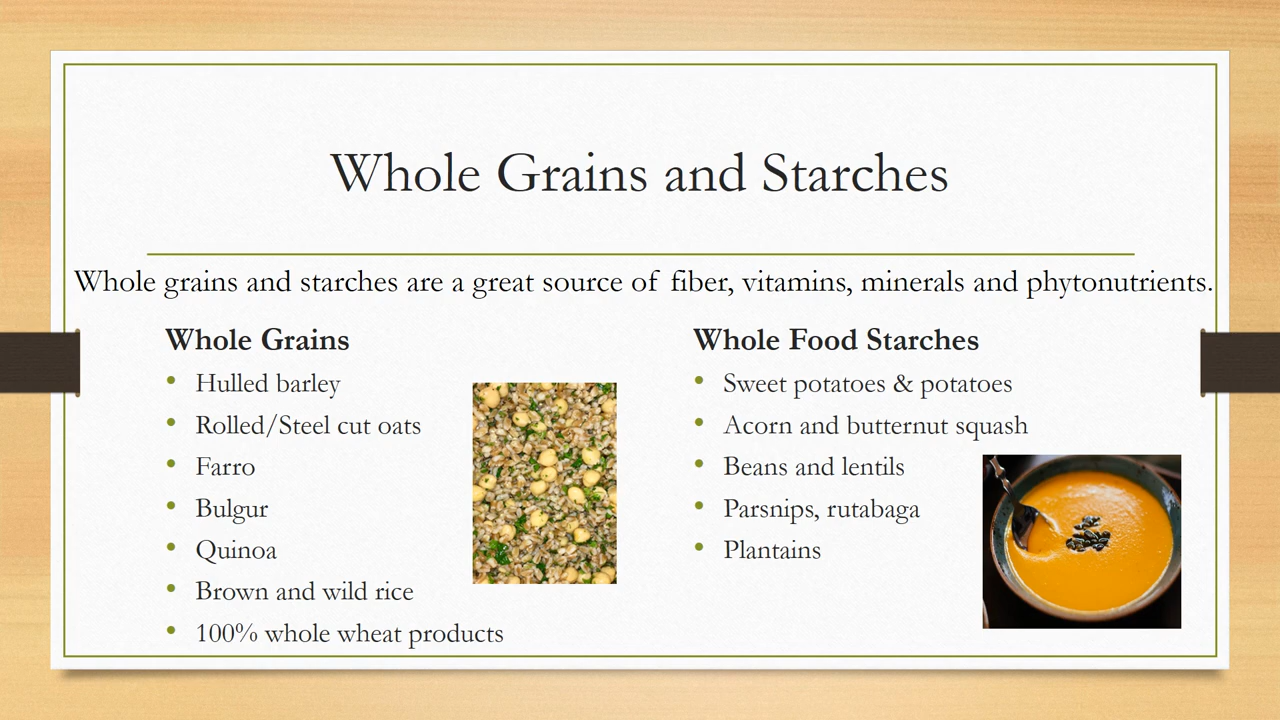 Whole Grains and Starches
Whole grains and starches are a great source of fiber, vitamins, minerals and phytonutrients.
Whole Grains
• Hulled barley
• Rolled/Steel cut oats
• Farro
• Bulgur
• Quinoa
• Brown and wild rice
• 100% whole wheat products
Whole Food Starches
• Sweet potatoes & potatoes
• Acorn and butternut squash
• Beans and lentils
• Parsnips, rutabaga
• Plantains